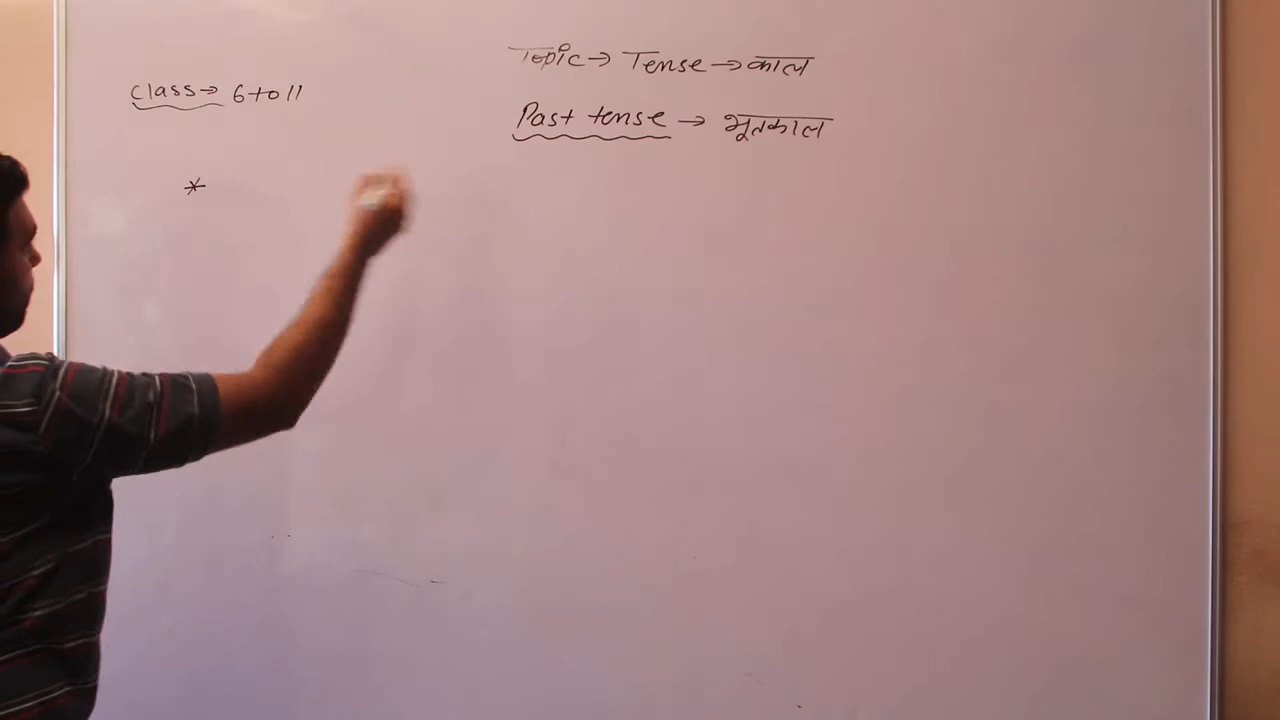 Topic → Tense → काल
Class → 6 to 11
Past tense → भूतकाल
*